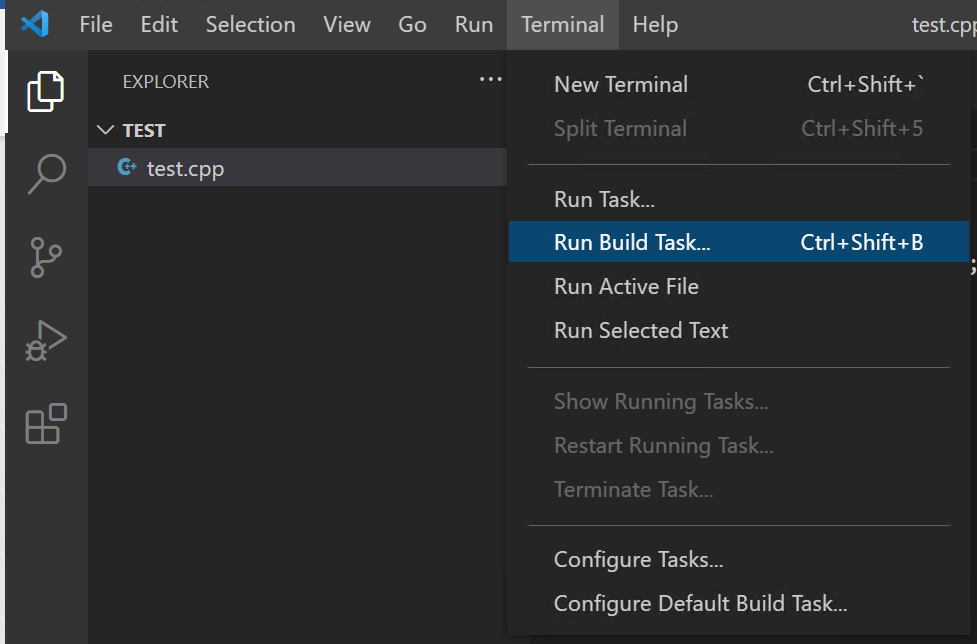 File Edit Selection View Go Run Terminal Help test.cpp
EXPLORER ...
TEST
test.cpp
New Terminal Ctrl+Shift+`
Split Terminal Ctrl+Shift+5
Run Task...
Run Build Task... Ctrl+Shift+B
Run Active File
Run Selected Text
Show Running Tasks...
Restart Running Task...
Terminate Task...
Configure Tasks...
Configure Default Build Task...
;